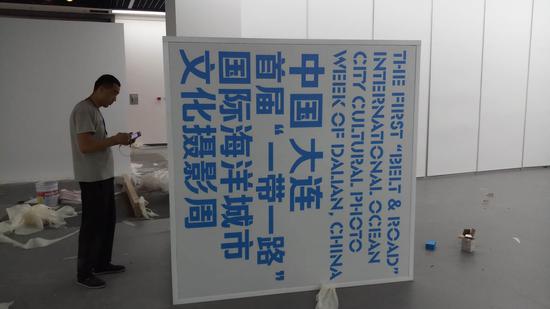 THE FIRST "BELT & ROAD"
INTERNATIONAL OCEAN
CITY CULTURAL PHOTO
WEEK OF DALIAN, CHINA
中国 大连
首届“一带一路”
国际海洋城市
文化摄影周